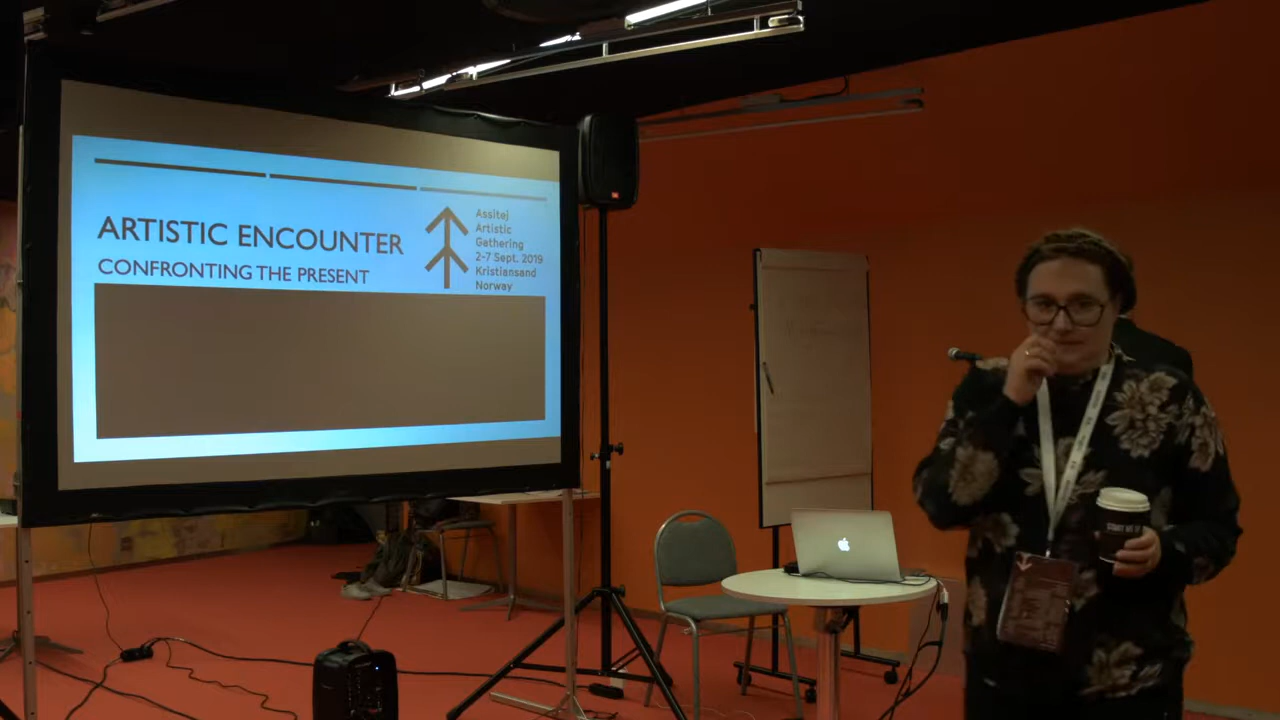 ARTISTIC ENCOUNTER
CONFRONTING THE PRESENT
Assitej
Artistic
Gathering
2-7 Sept. 2019
Kristiansand
Norway